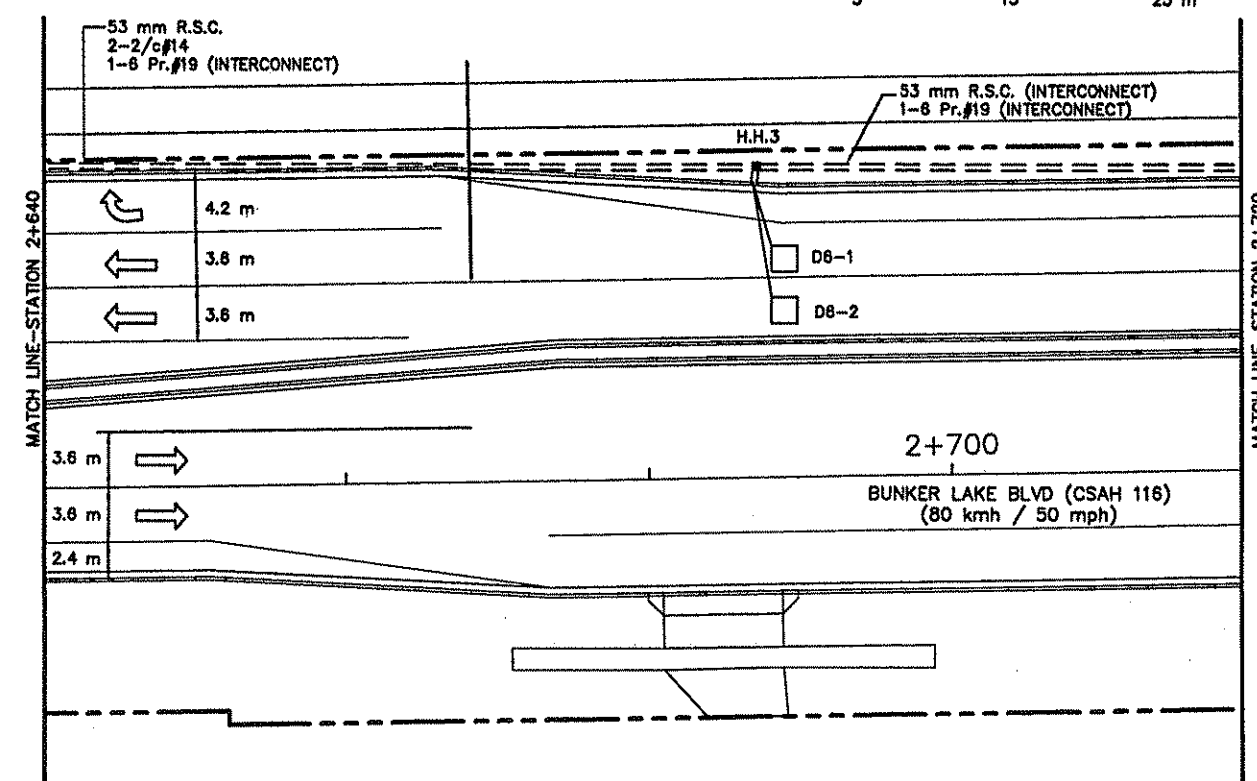 25 m
53 mm R.S.C.
2-2/c#14
1-6 Pr.#19 (INTERCONNECT)
53 mm R.S.C. (INTERCONNECT)
1-6 Pr.#19 (INTERCONNECT)
H.H.3
MATCH LINE-STATION 2+640
4.2 m
3.6 m
3.6 m
D6-1
D6-2
3.6 m
3.6 m
2.4 m
2+700
BUNKER LAKE BLVD (CSAH 116)
(80 kmh / 50 mph)